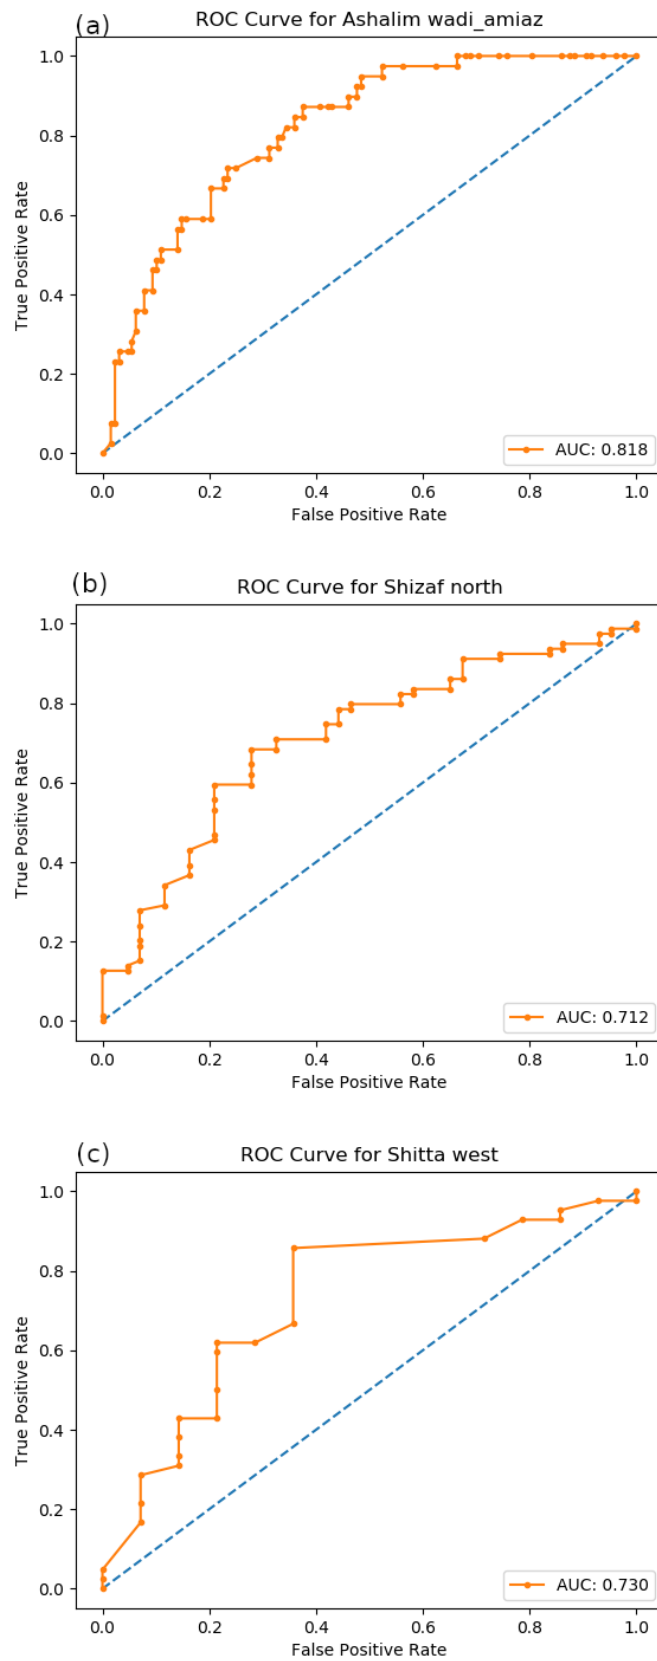 (a)
ROC Curve for Ashalim wadi_amiaz
1.0
0.8
0.6
0.4
0.2
0.0
True Positive Rate
AUC: 0.818
0.0 0.2 0.4 0.6 0.8 1.0
False Positive Rate
(b)
ROC Curve for Shizaf north
1.0
0.8
0.6
0.4
0.2
0.0
True Positive Rate
AUC: 0.712
0.0 0.2 0.4 0.6 0.8 1.0
False Positive Rate
(c)
ROC Curve for Shitta west
1.0
0.8
0.6
0.4
0.2
0.0
True Positive Rate
AUC: 0.730
0.0 0.2 0.4 0.6 0.8 1.0
False Positive Rate